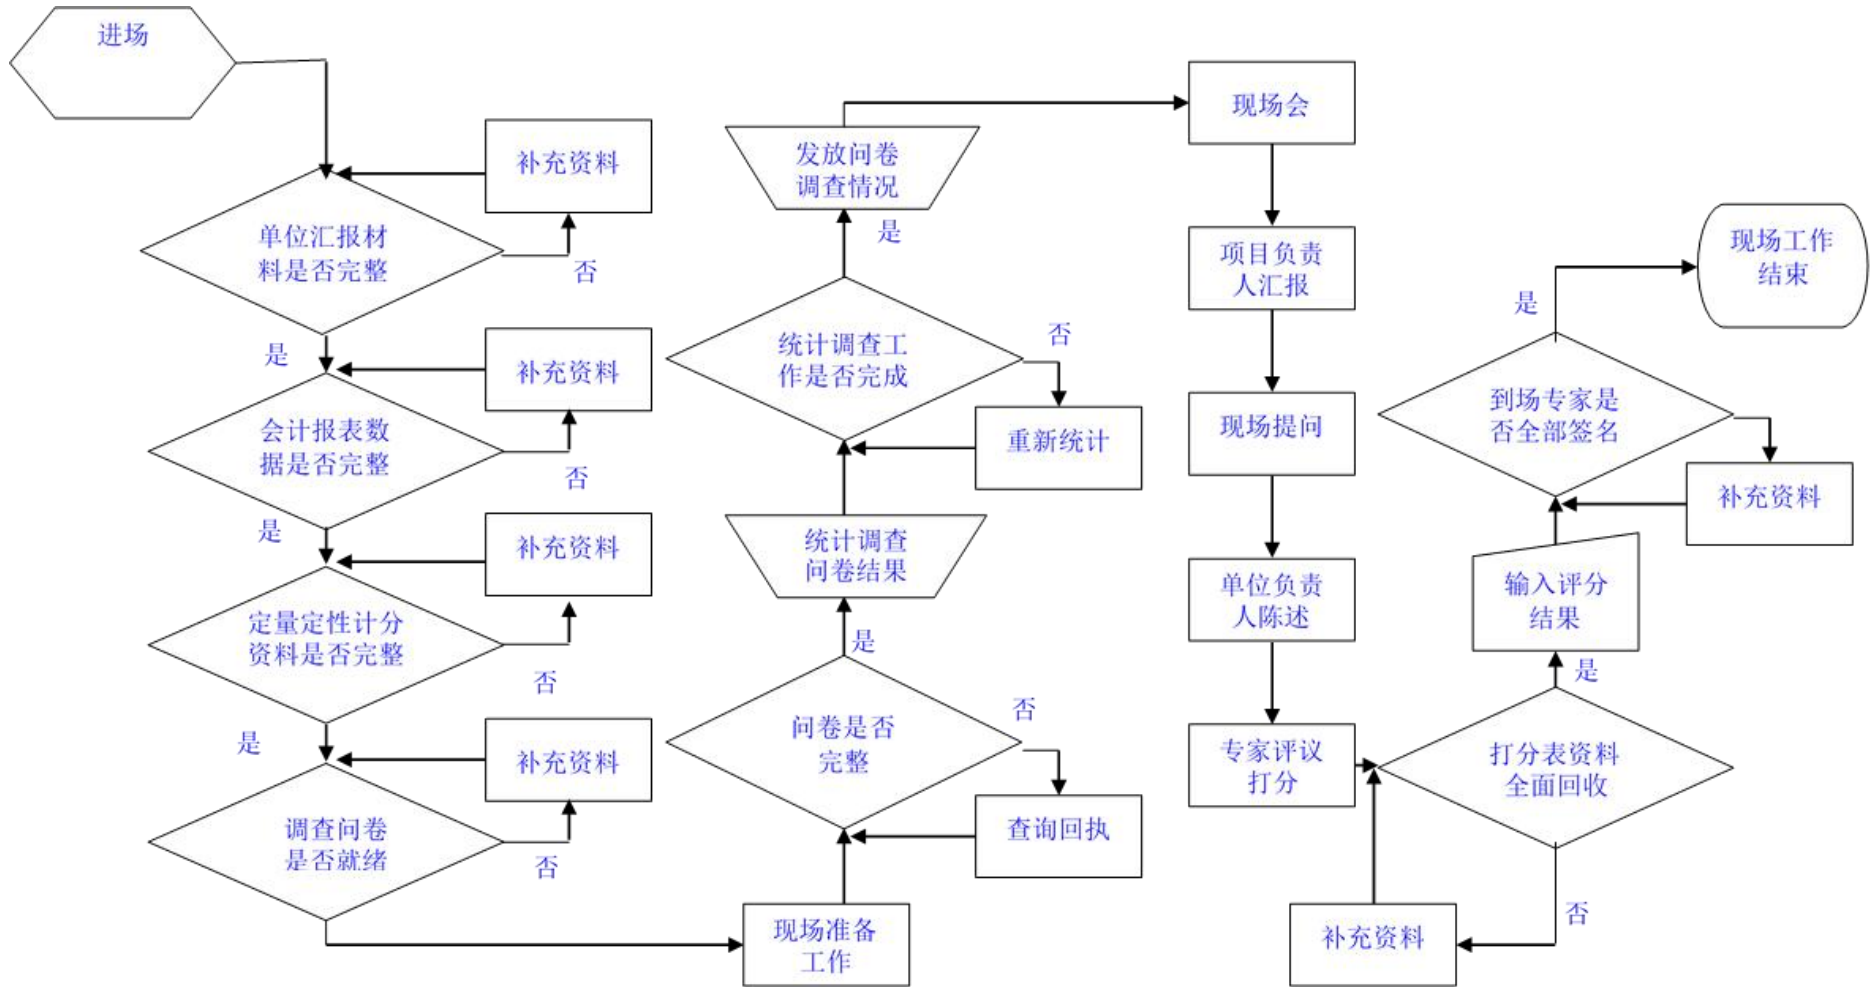 进场
补充资料
单位汇报材
料是否完整
否
是
补充资料
会计报表数
据是否完整
否
是
补充资料
定量定性计分
资料是否完整
否
是
补充资料
调查问卷
是否就绪
否
现场准备
工作
查询回执
问卷是否
完整
否
是
统计调查
问卷结果
重新统计
统计调查工
作是否完成
否
是
发放问卷
调查情况
现场会
项目负责
人汇报
现场提问
单位负责
人陈述
专家评议
打分
打分表资料
全面回收
否
补充资料
是
输入评分
结果
补充资料
到场专家是
否全部签名
是
现场工作
结束